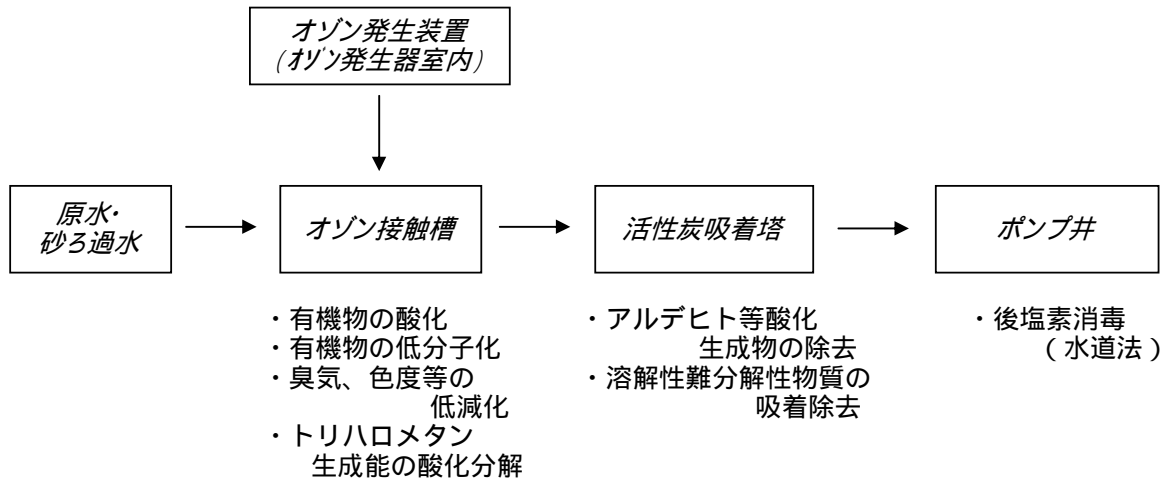 オゾン発生装置
(ｵｿﾞﾝ発生器室内)
原水・
砂ろ過水
オゾン接触槽
活性炭吸着塔
ポンプ井
・有機物の酸化
・有機物の低分子化
・臭気、色度等の
低減化
・トリハロメタン
生成能の酸化分解
・アルデヒト等酸化
生成物の除去
・溶解性難分解性物質の
吸着除去
・後塩素消毒
(水道法)